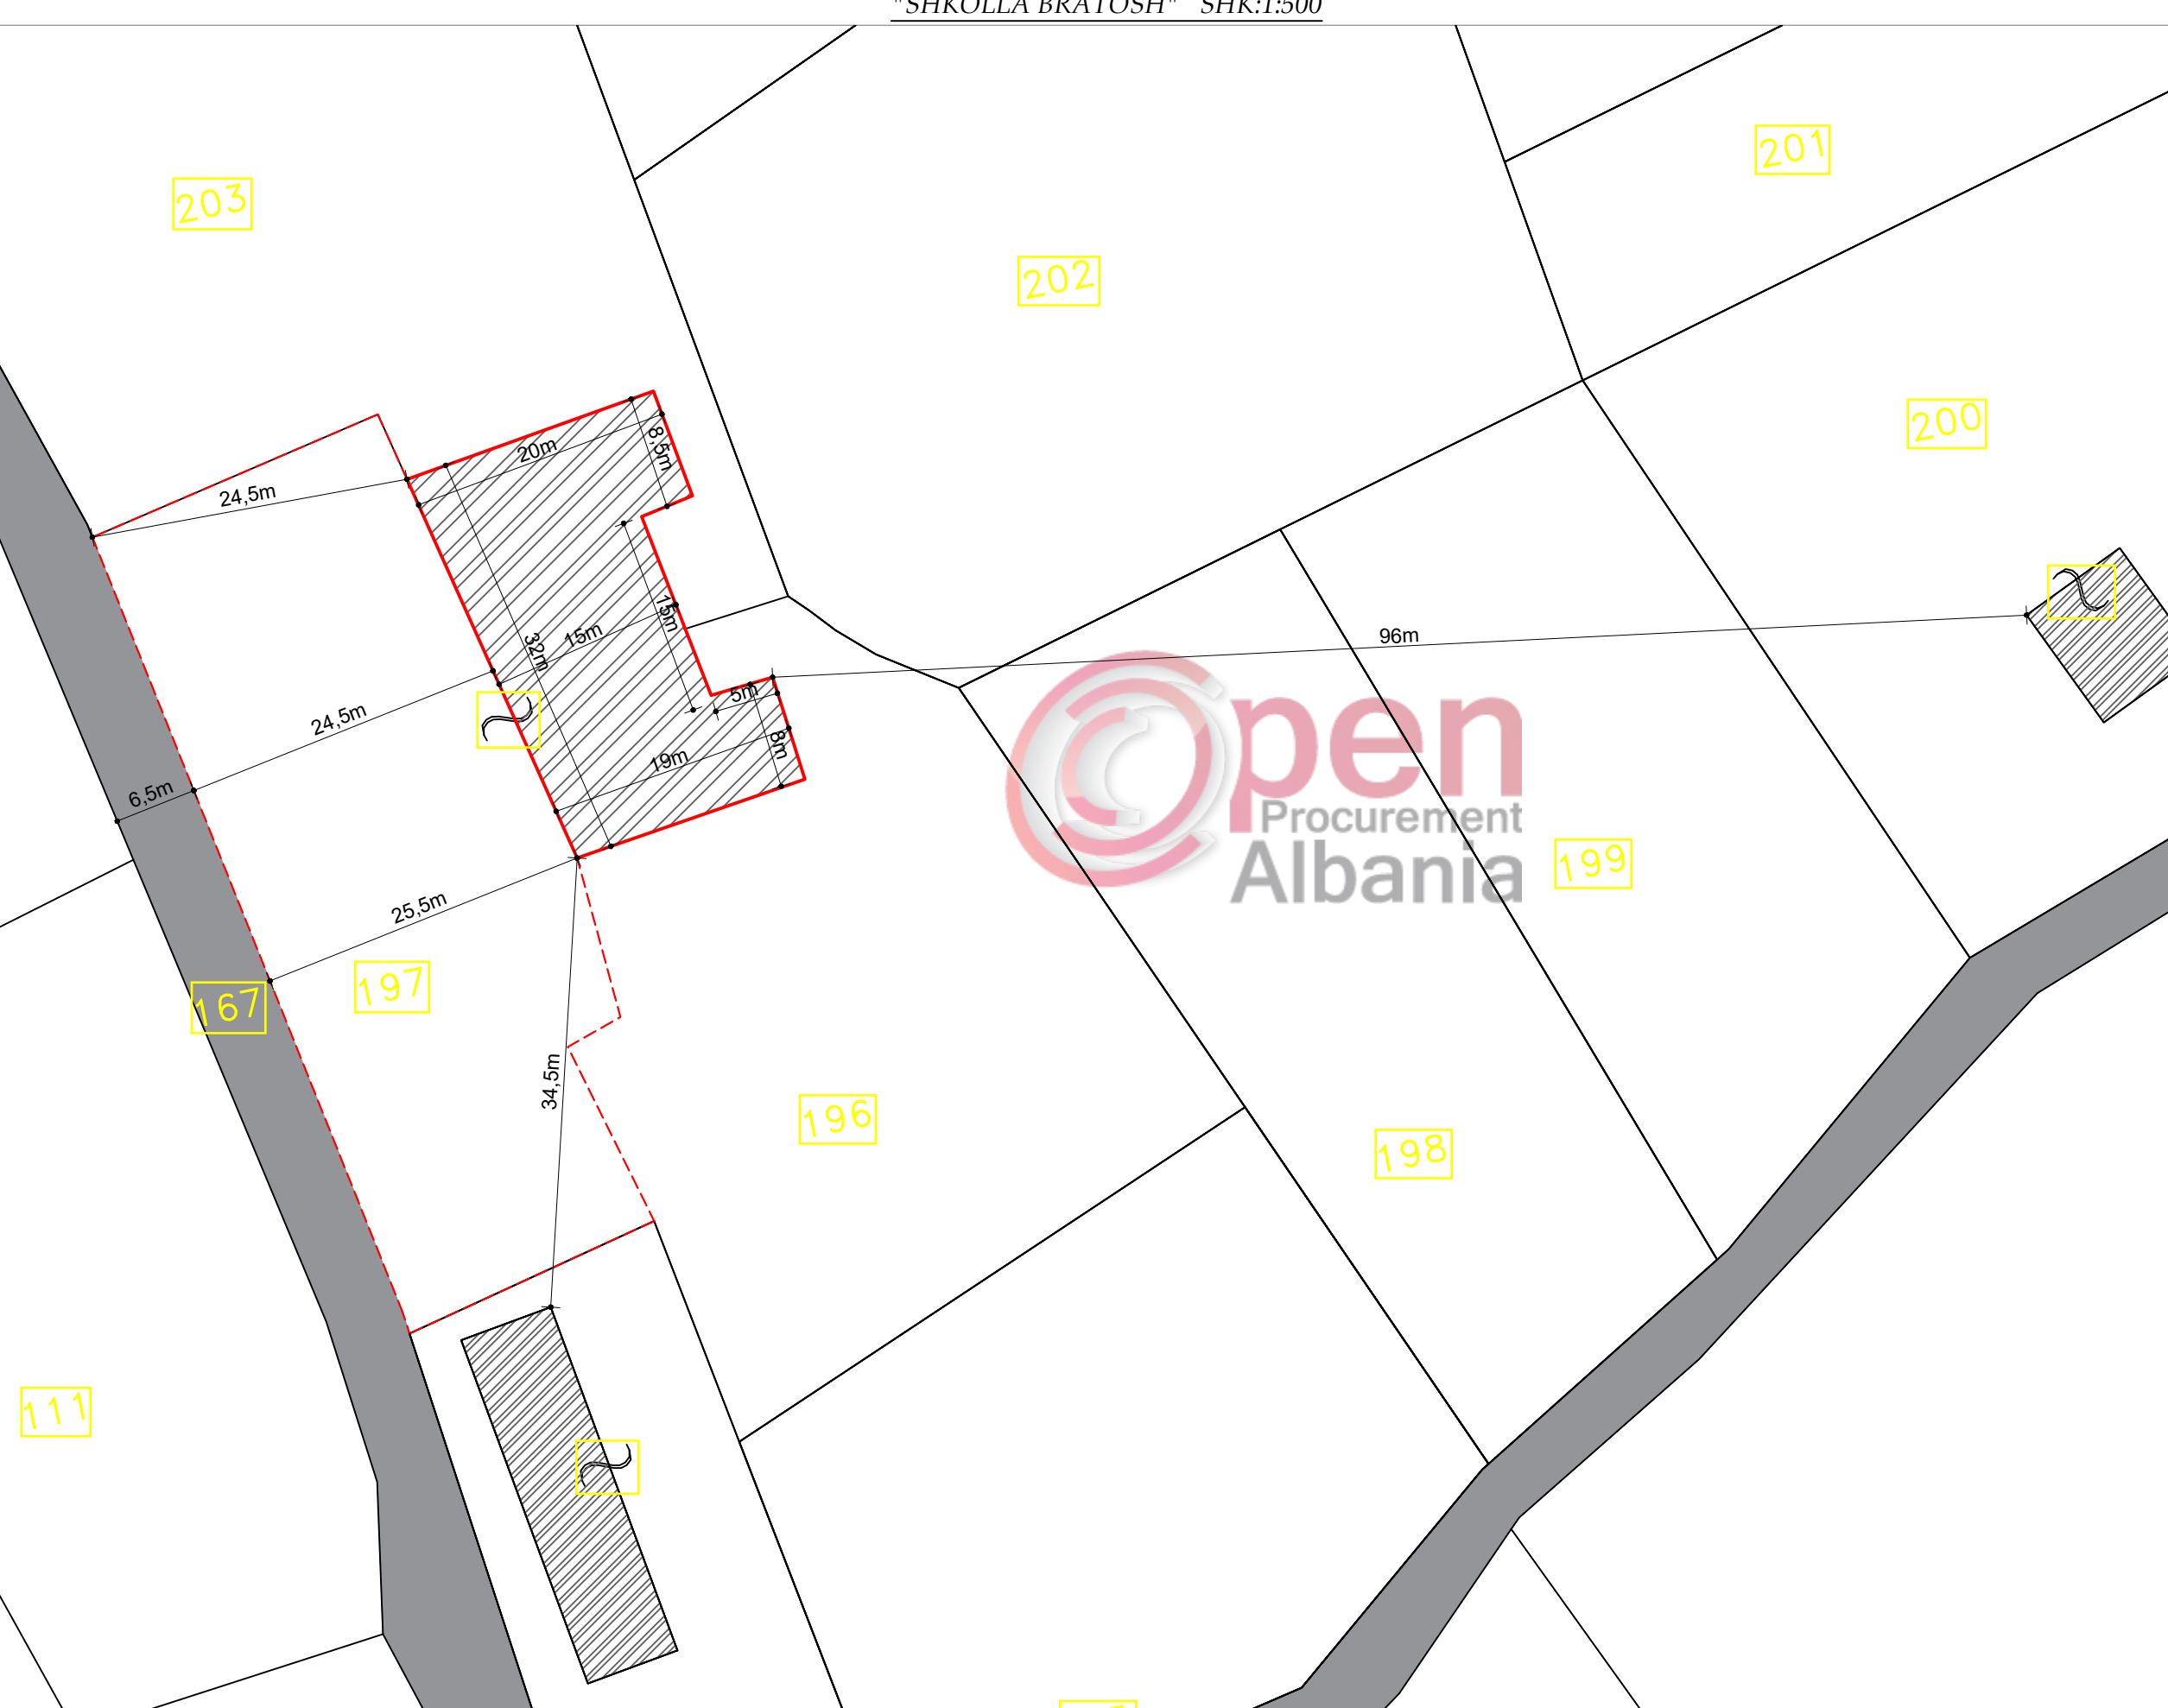 "SHKOLLA BRATOSH" SHK:1:500
201
203
202
200
8,5m
20m
24,5m
15m
15m
32m
96m
5m
24,5m
8m
19m
6,5m
Open
Procurement
Albania
199
25,5m
197
167
34,5m
196
198
111